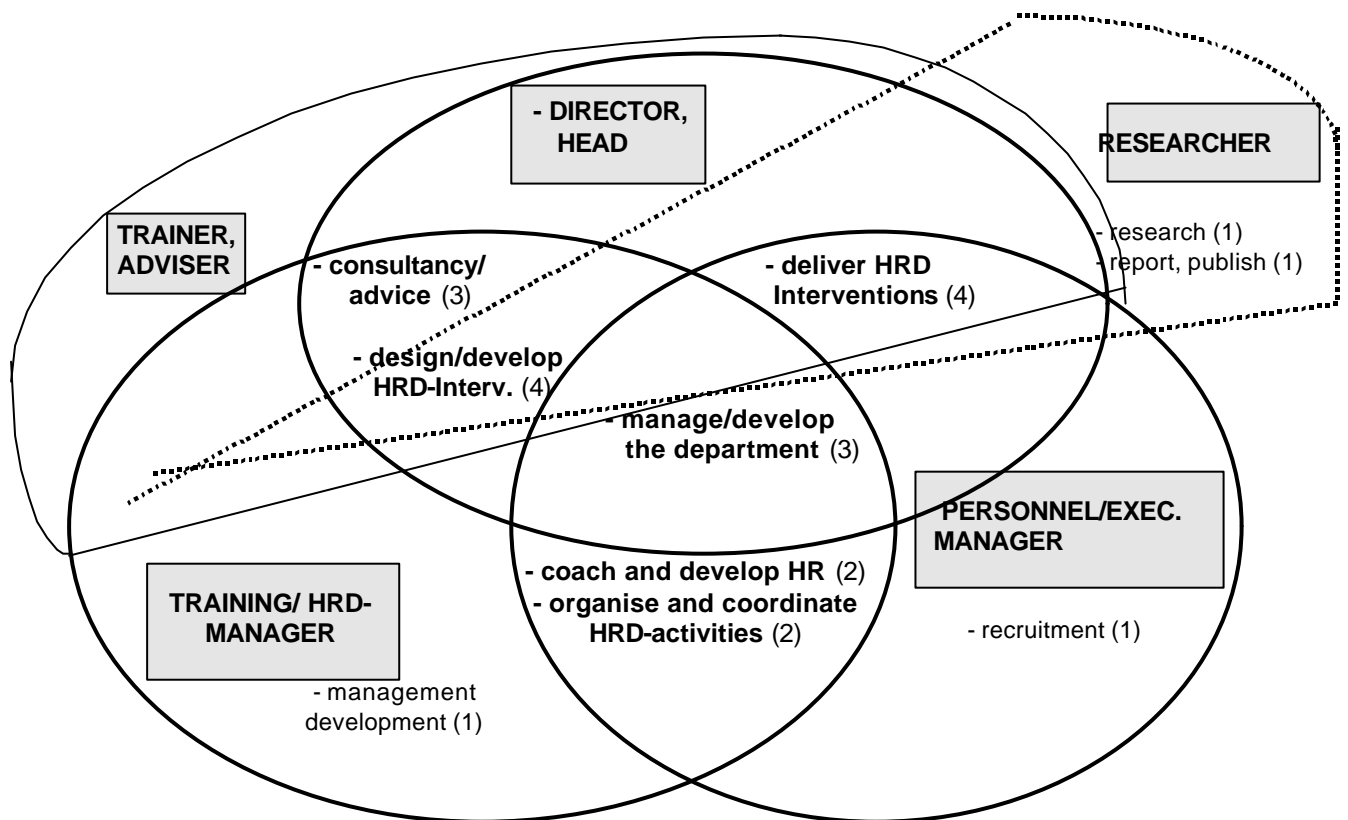 - DIRECTOR,
HEAD
RESEARCHER
TRAINER,
ADVISER
- consultancy/
advice (3)
- deliver HRD
Interventions (4)
- research (1)
- report, publish (1)
- design/develop
HRD-Interv. (4)
- manage/develop
the department (3)
PERSONNEL/EXEC.
MANAGER
- coach and develop HR (2)
- organise and coordinate
HRD-activities (2)
TRAINING/ HRD-
MANAGER
- recruitment (1)
- management
development (1)